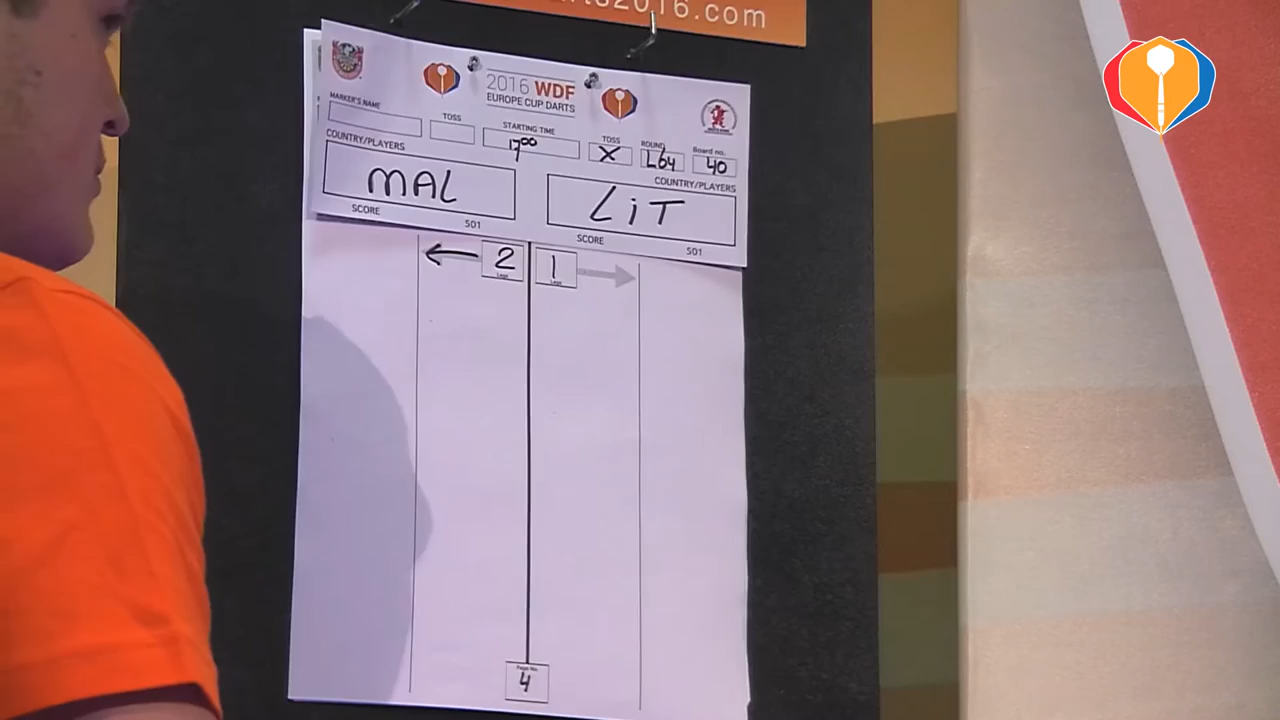 rts2016.com
2016 WDF
EUROPE CUP DARTS
MARKER'S NAME
TOSS
STARTING TIME
17⁰⁰
TOSS
X
ROUND
L64
Board no.
40
COUNTRY/PLAYERS
MAL
COUNTRY/PLAYERS
LiT
SCORE
501
SCORE
501
2
Legs
1
Legs
Page No.
4